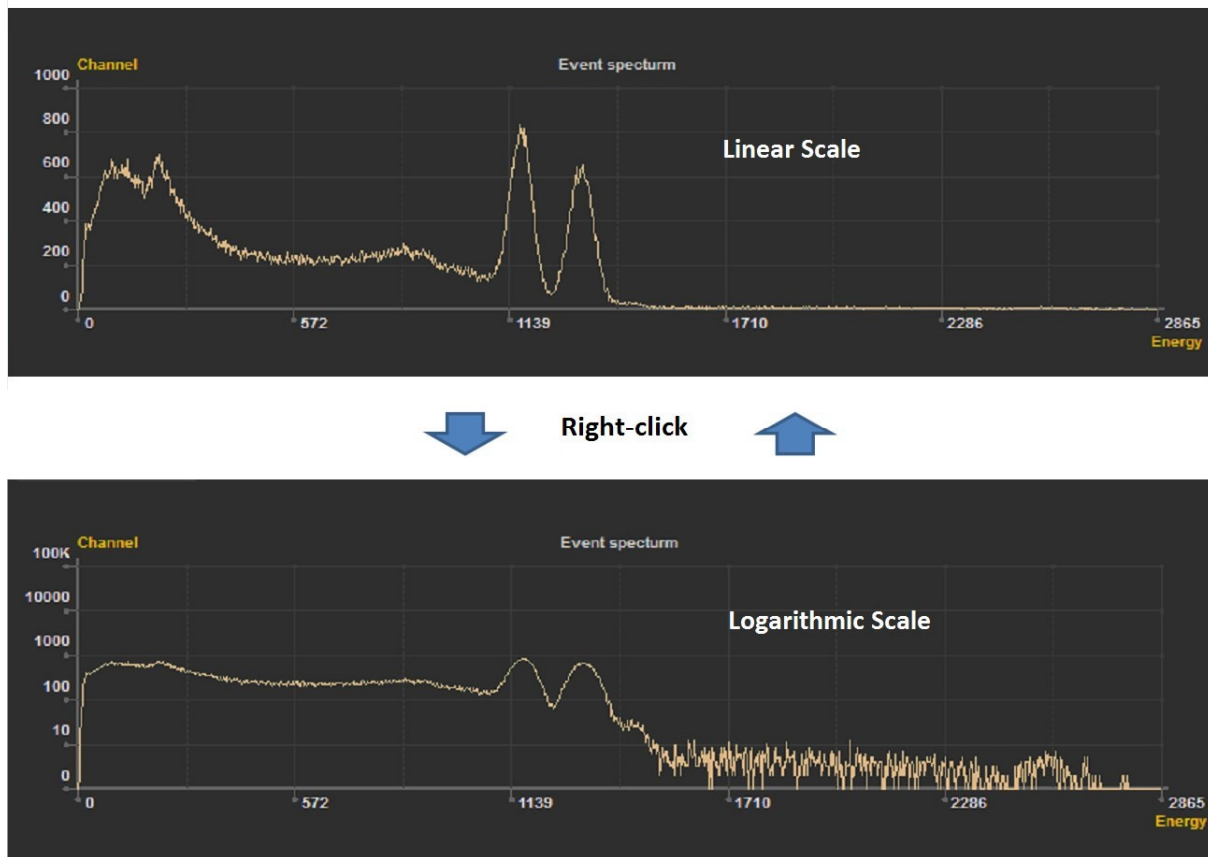 Channel
Event specturm
1000
800
600
400
200
0
Linear Scale
0 572 1139 1710 2286 2865
Energy
Right-click
Channel
Event specturm
100K
10000
1000
100
10
0
Logarithmic Scale
0 572 1139 1710 2286 2865
Energy